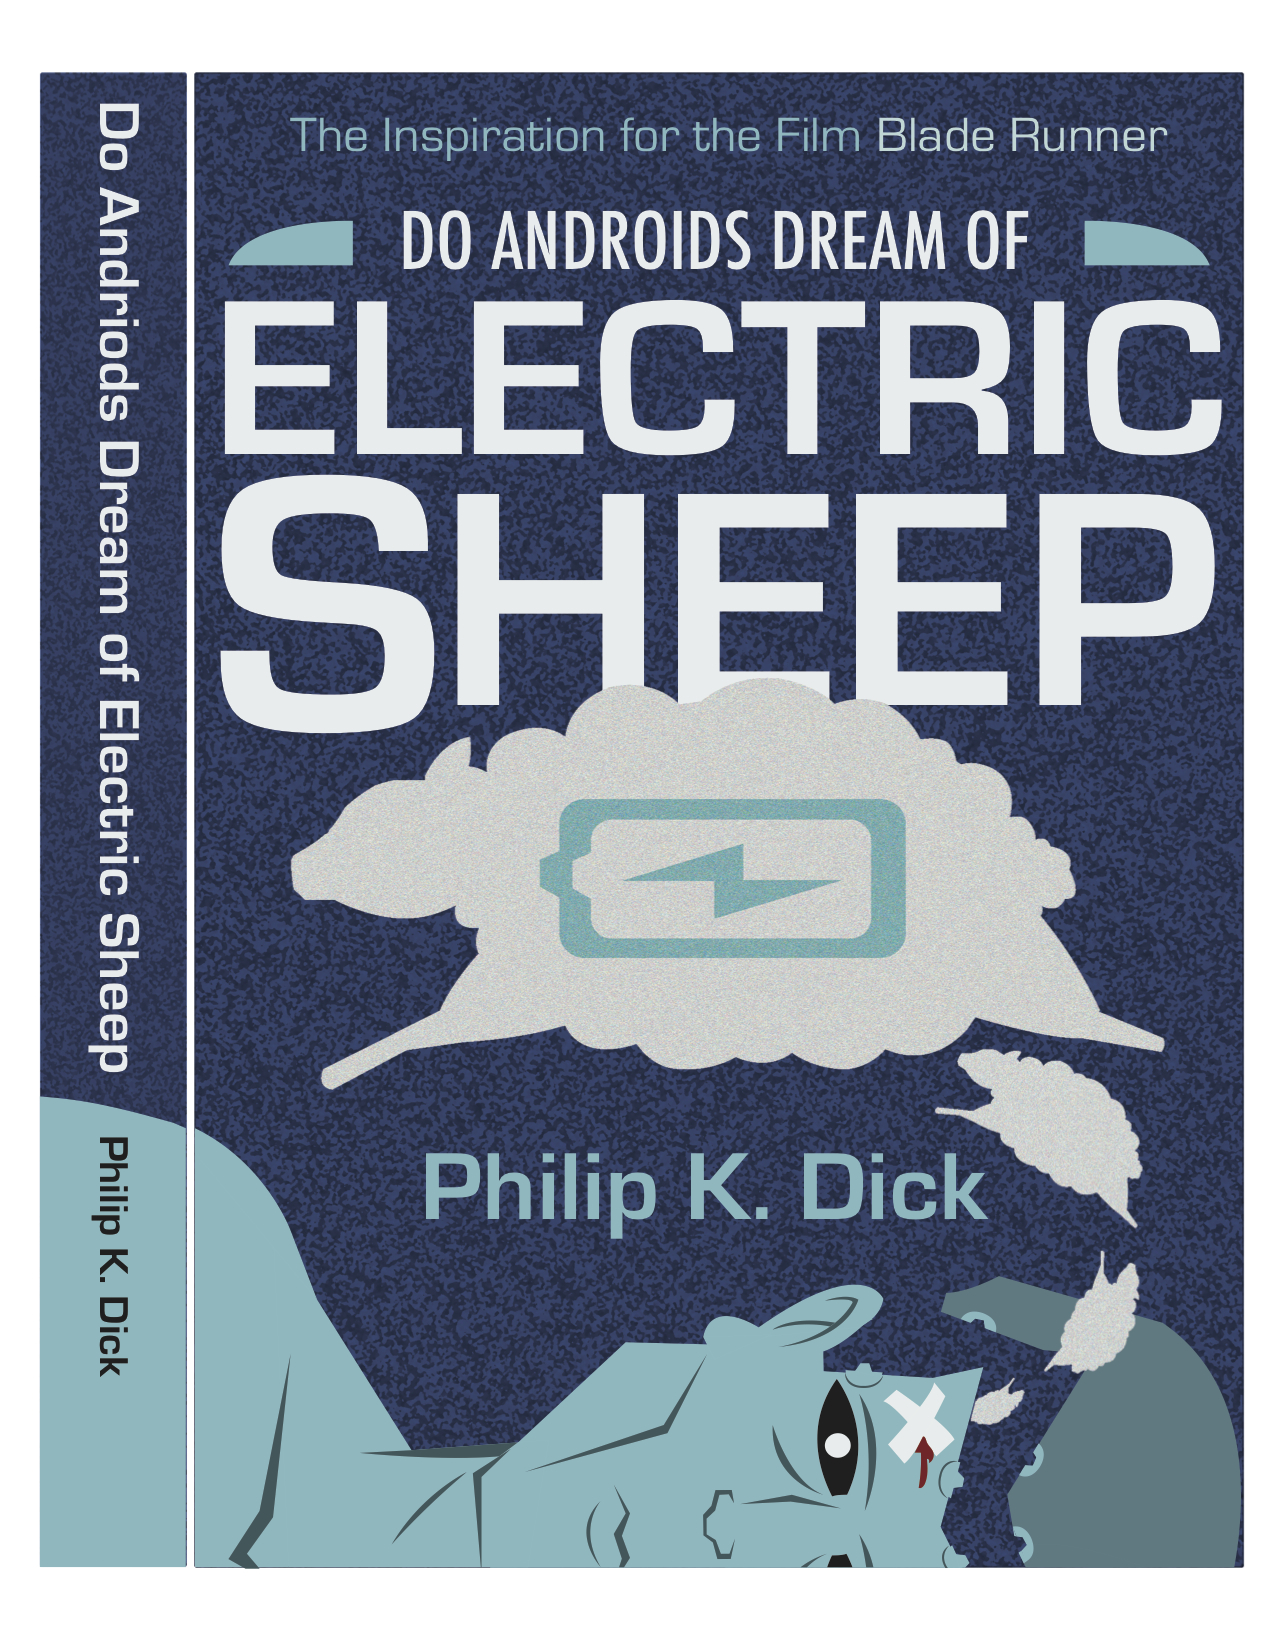 Do Andriods Dream of Electric Sheep
Philip K. Dick
The Inspiration for the Film Blade Runner
DO ANDROIDS DREAM OF
ELECTRIC
SHEEP
Philip K. Dick